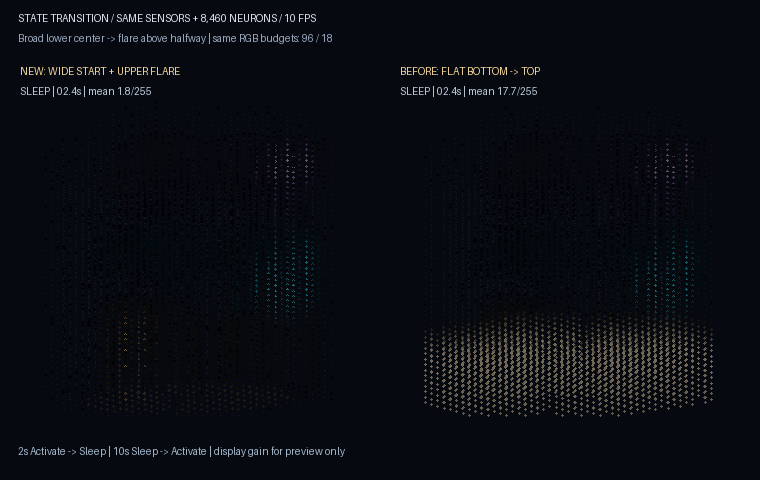 STATE TRANSITION / SAME SENSORS + 8,460 NEURONS / 10 FPS
Broad lower center -> flare above halfway | same RGB budgets: 96 / 18
NEW: WIDE START + UPPER FLARE
SLEEP | 02.4s | mean 1.8/255
BEFORE: FLAT BOTTOM -> TOP
SLEEP | 02.4s | mean 17.7/255
2s Activate -> Sleep | 10s Sleep -> Activate | display gain for preview only